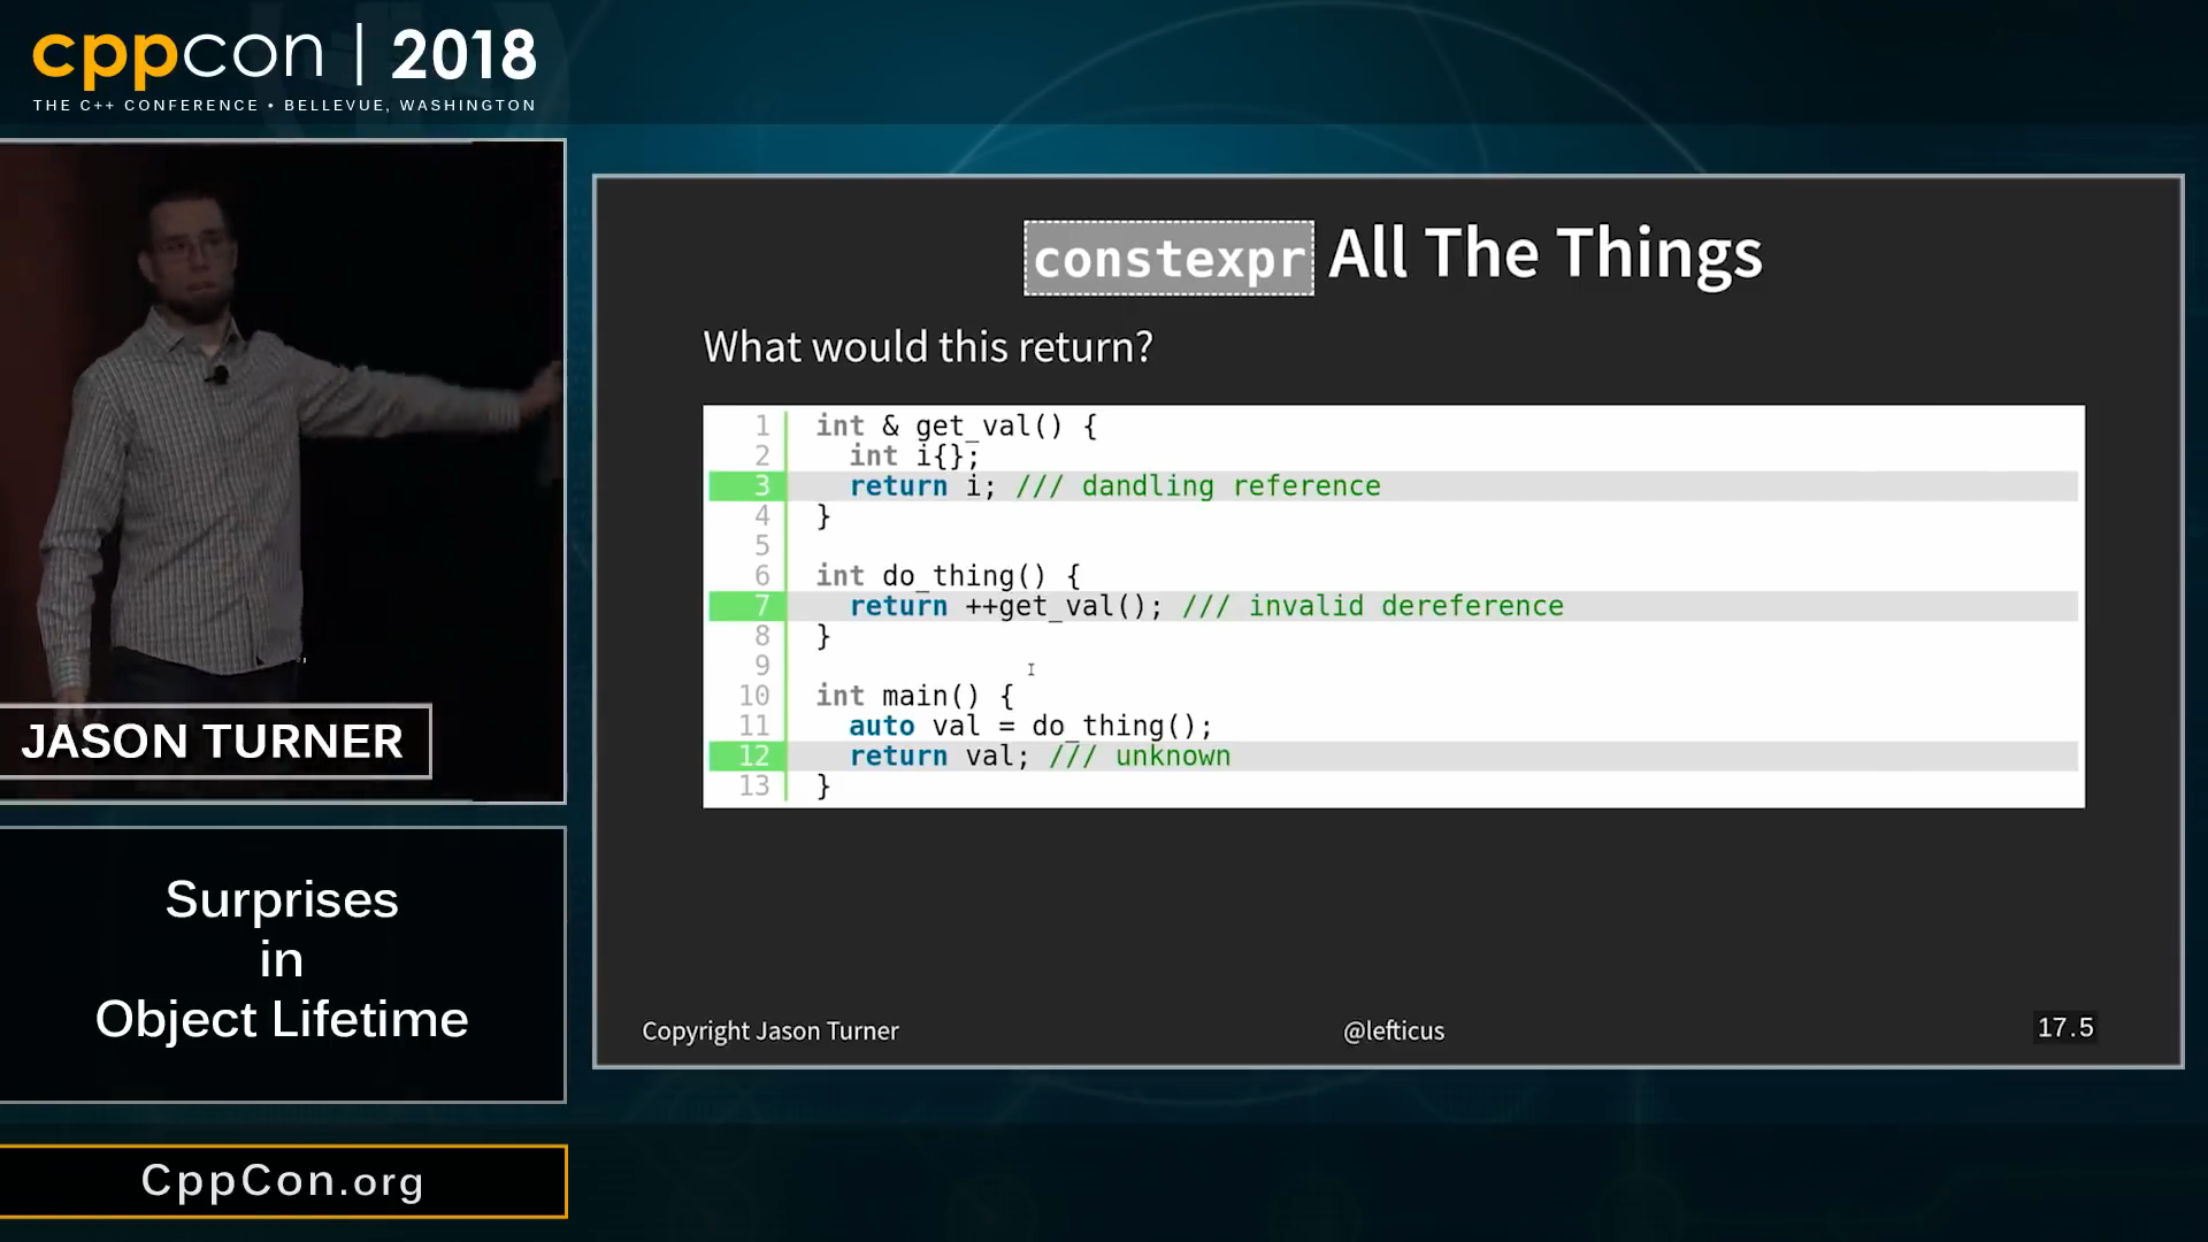 cppcon | 2018
THE C++ CONFERENCE • BELLEVUE, WASHINGTON
JASON TURNER
Surprises
in
Object Lifetime
CppCon.org
constexpr All The Things
What would this return?
1 int & get_val() {
2 int i{};
3 return i; /// dandling reference
4 }
5
6 int do_thing() {
7 return ++get_val(); /// invalid dereference
8 }
9
10 int main() {
11 auto val = do_thing();
12 return val; /// unknown
13 }
Copyright Jason Turner
@lefticus
17.5